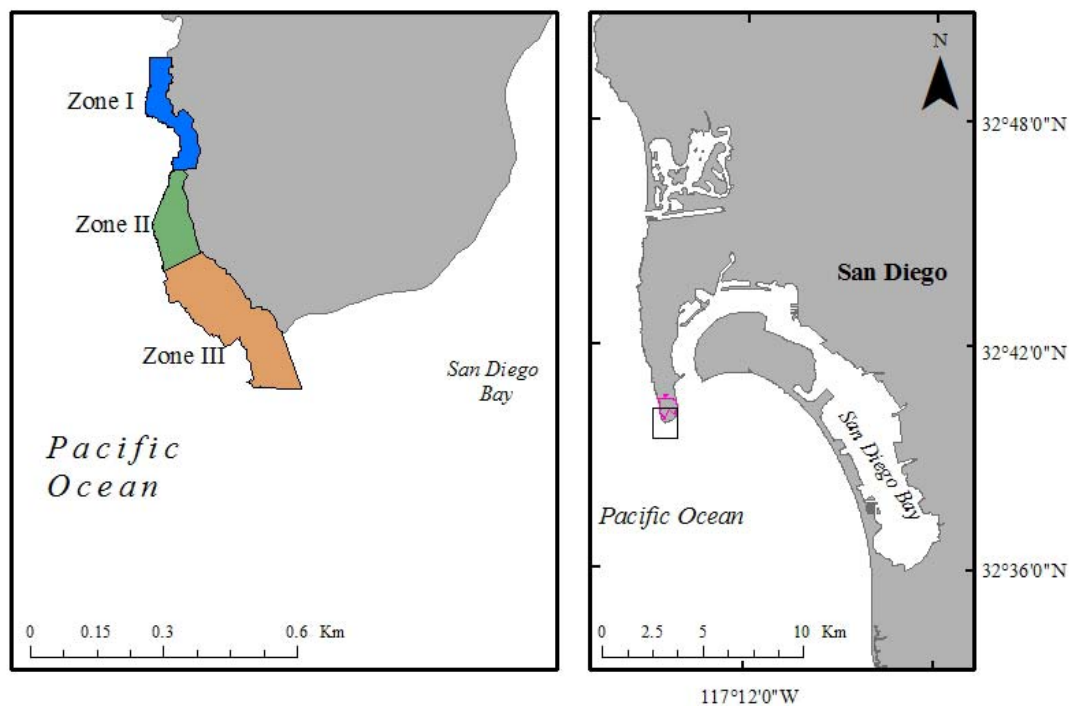 Zone I
Zone II
Zone III
San Diego
Bay
Pacific
Ocean
0 0.15 0.3 0.6 Km
N
32°48'0"N
San Diego
32°42'0"N
San Diego Bay
Pacific Ocean
32°36'0"N
0 2.5 5 10 Km
117°12'0"W